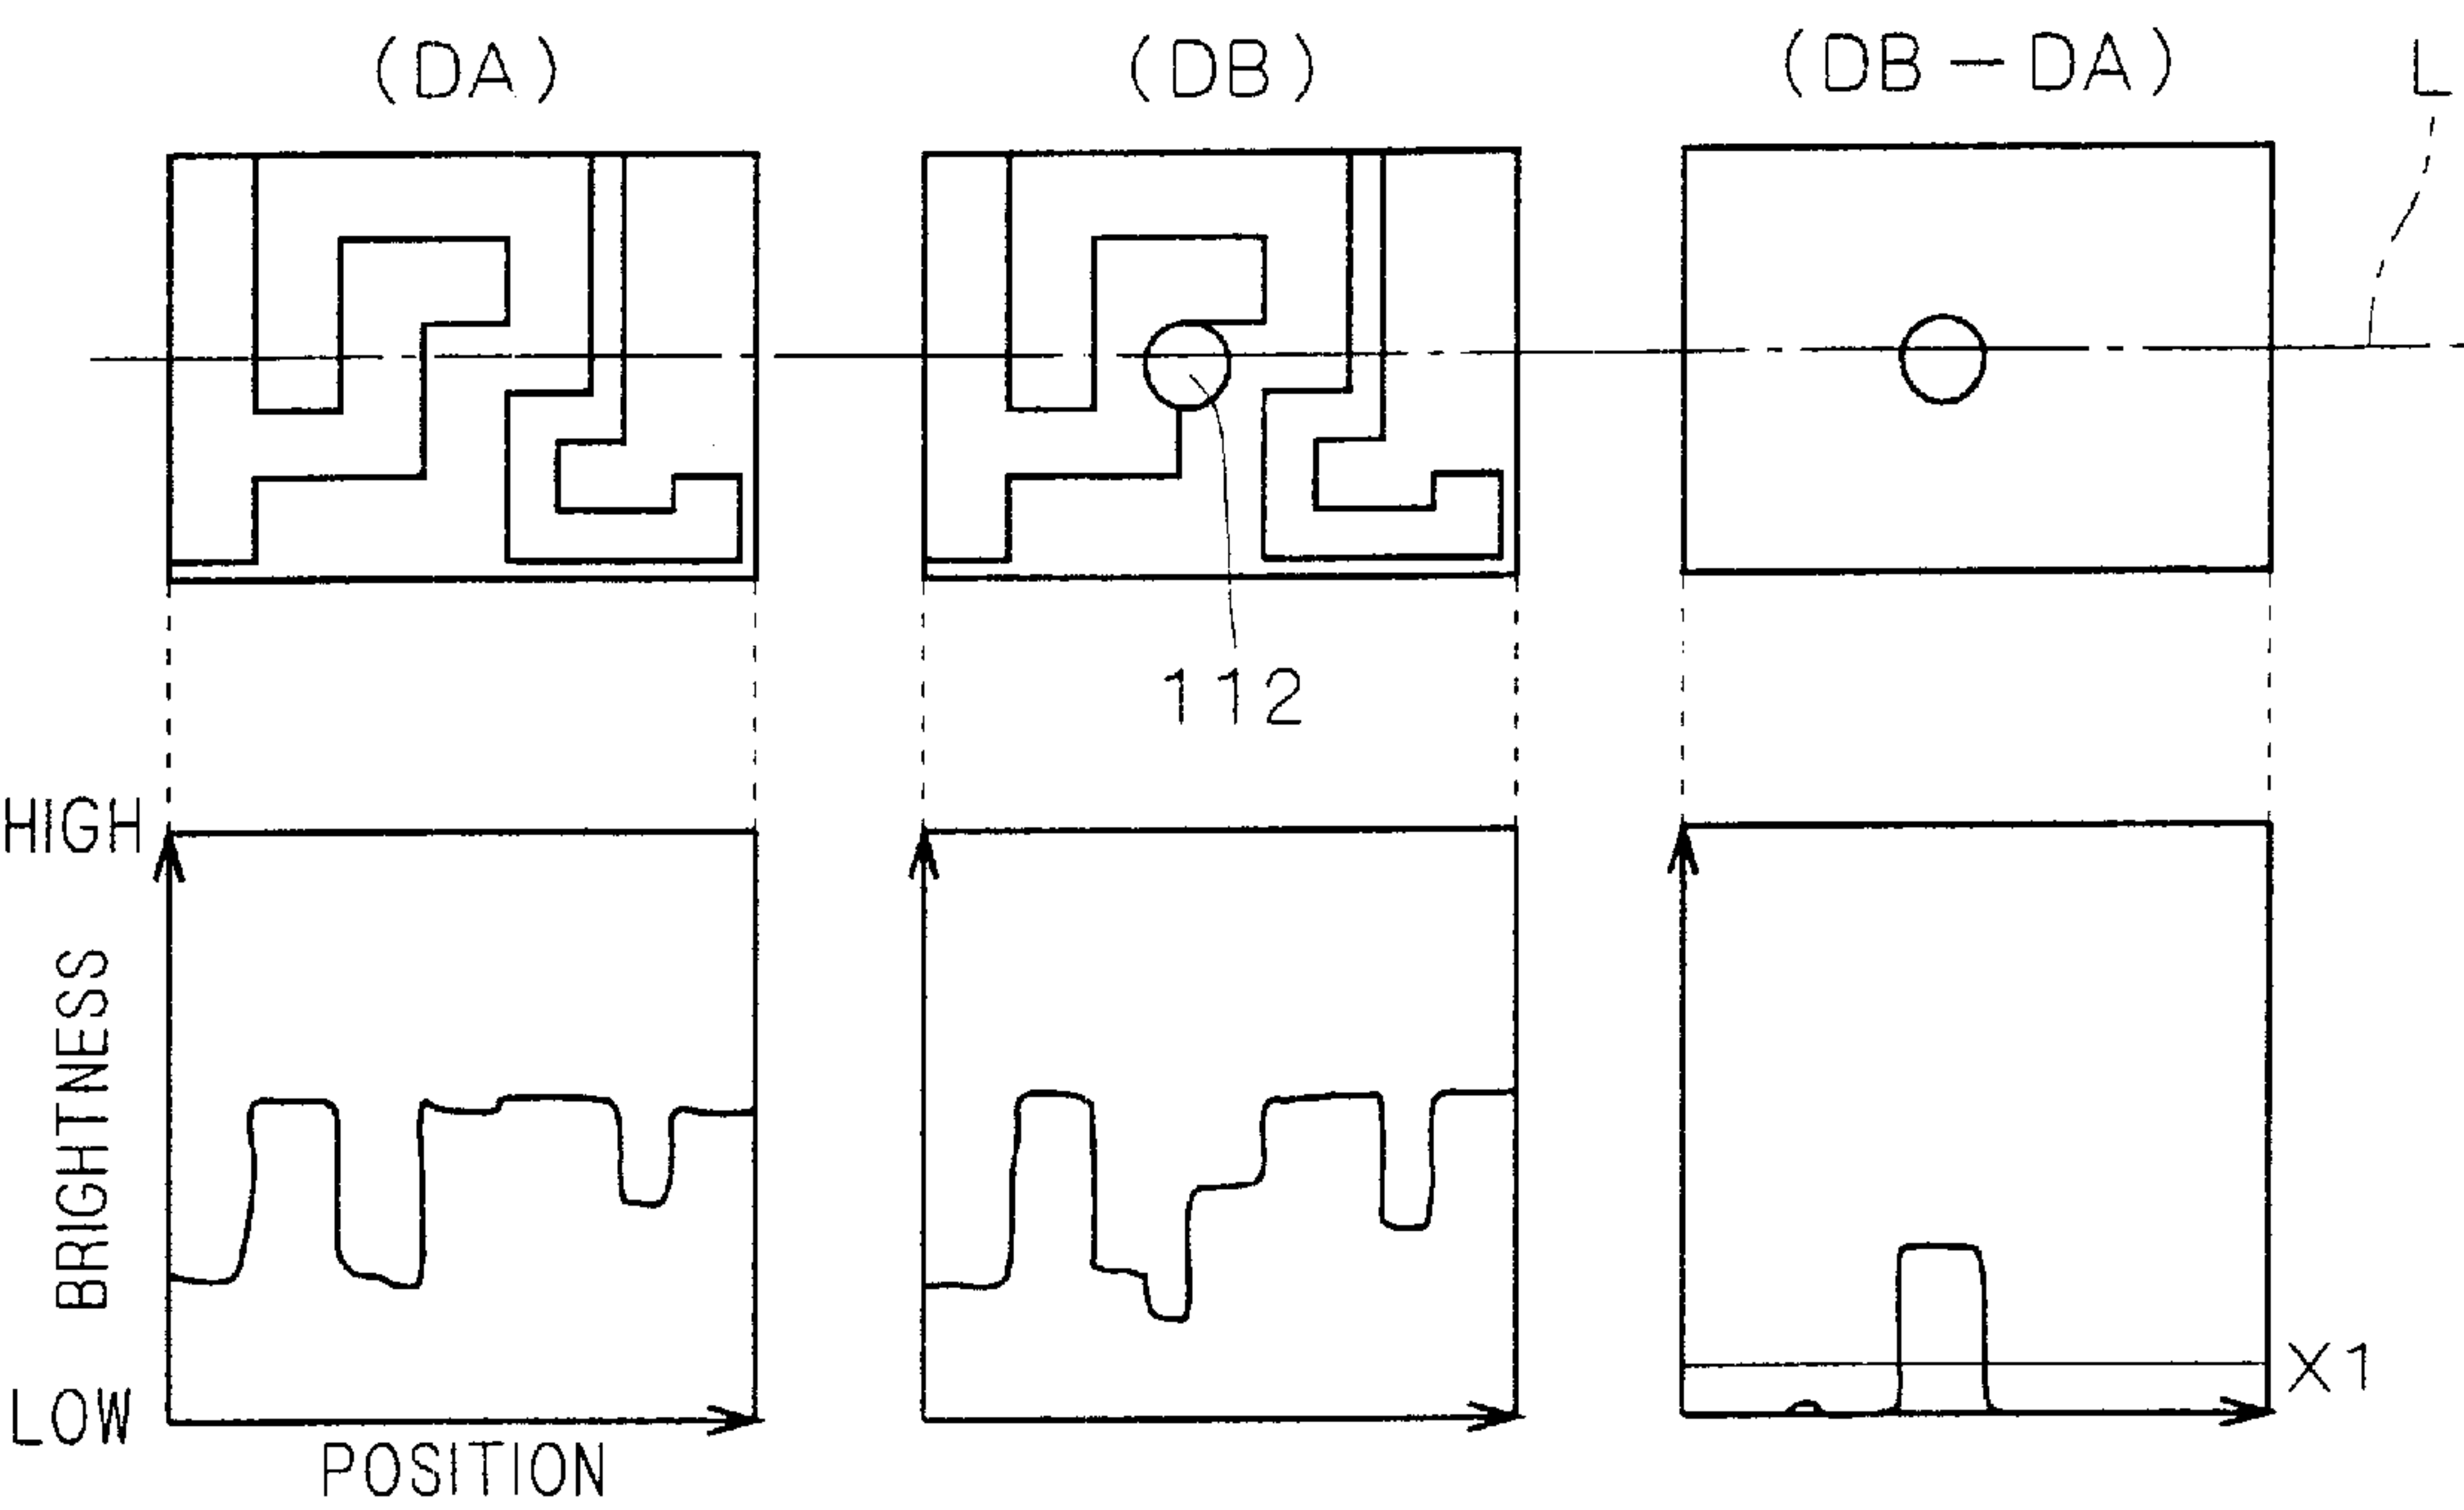 (DA)
(DB)
(DB-DA)
L
112
HIGH
BRIGHTNESS
LOW
POSITION
X1